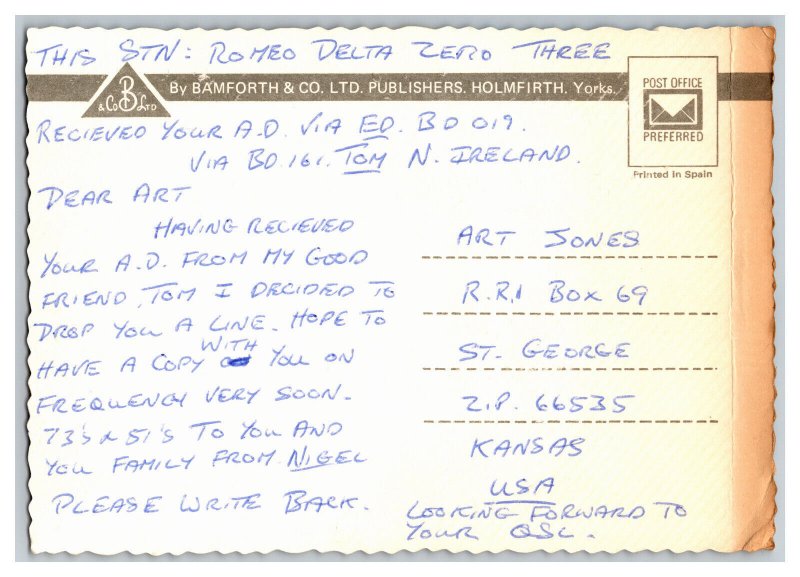 THIS STN: ROMEO DELTA ZERO THREE
& CO B LTD
By BAMFORTH & CO. LTD. PUBLISHERS. HOLMFIRTH. Yorks.
POST OFFICE
PREFERRED
Printed in Spain
RECIEVED YOUR A.D. VIA ED. BD 019.
VIA BD.161. TOM N. IRELAND.
DEAR ART
HAVING RECIEVED
YOUR A.D. FROM MY GOOD
FRIEND, TOM I DECIDED TO
DROP YOU A LINE. HOPE TO
HAVE A COPY WITH YOU ON
FREQUENCY VERY SOON.
73's & 51's TO YOU AND
YOU FAMILY FROM NIGEL
PLEASE WRITE BACK.
ART JONES
R.R.1 BOX 69
ST. GEORGE
ZIP. 66535
KANSAS
USA
LOOKING FORWARD TO
YOUR QSL.